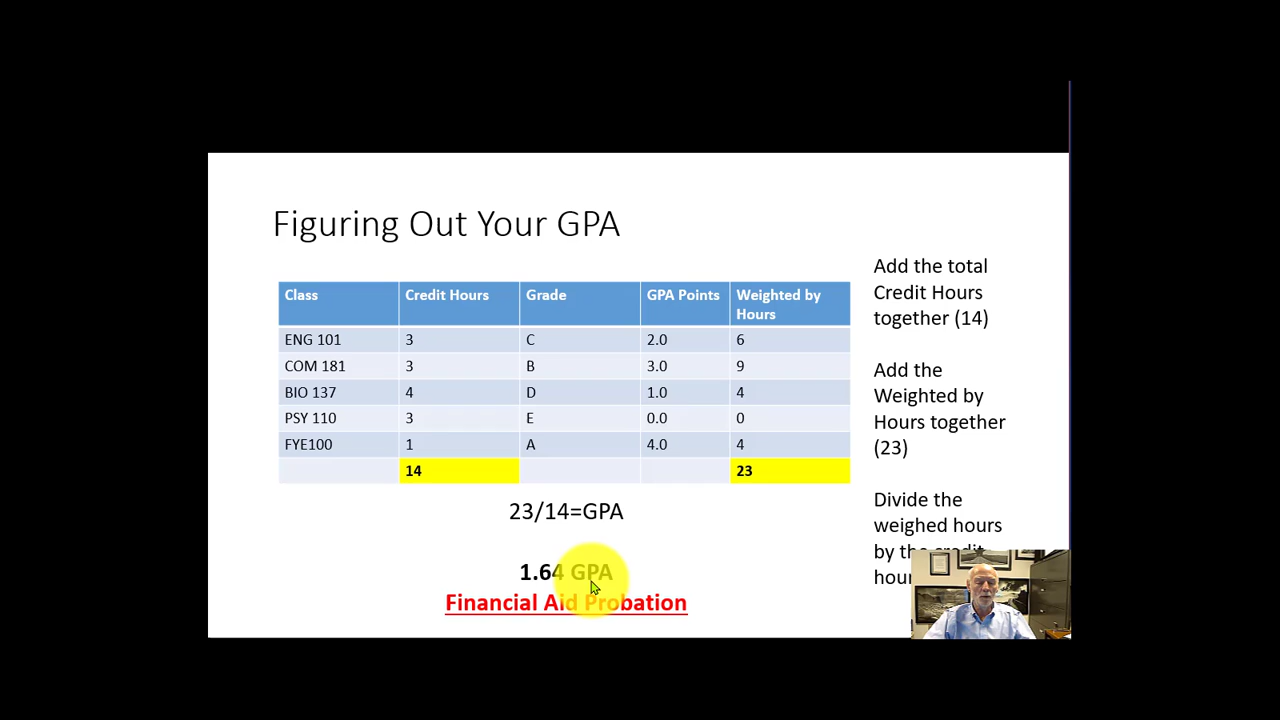 Figuring Out Your GPA
Class Credit Hours Grade GPA Points Weighted by
Hours
ENG 101 3 C 2.0 6
COM 181 3 B 3.0 9
BIO 137 4 D 1.0 4
PSY 110 3 E 0.0 0
FYE100 1 A 4.0 4
14 23
23/14=GPA
1.64 GPA
Financial Aid Probation
Add the total
Credit Hours
together (14)
Add the
Weighted by
Hours together
(23)
Divide the
weighed hours
by the credit